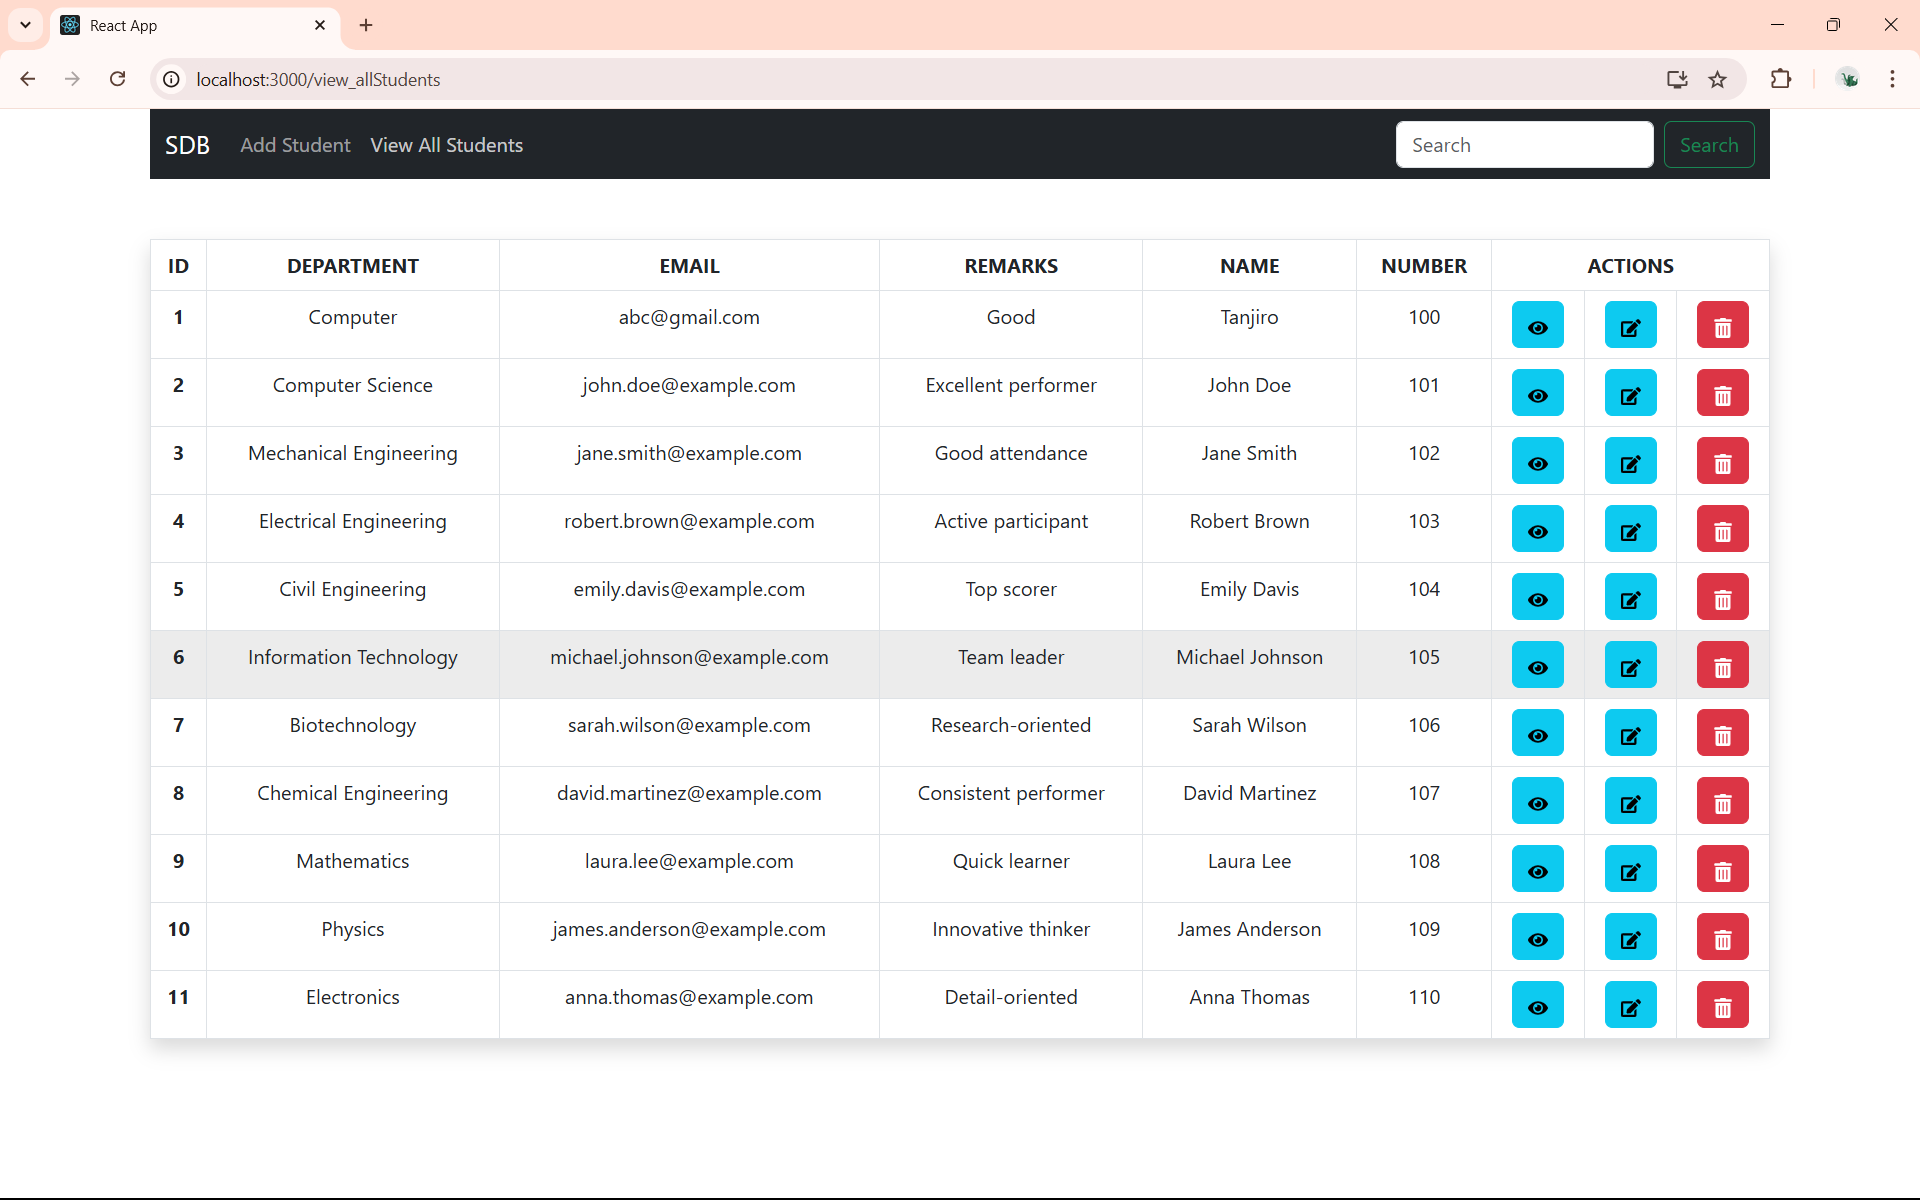 React App
localhost:3000/view_allStudents
SDB Add Student View All Students Search Search
ID DEPARTMENT EMAIL REMARKS NAME NUMBER ACTIONS
1 Computer abc@gmail.com Good Tanjiro 100
2 Computer Science john.doe@example.com Excellent performer John Doe 101
3 Mechanical Engineering jane.smith@example.com Good attendance Jane Smith 102
4 Electrical Engineering robert.brown@example.com Active participant Robert Brown 103
5 Civil Engineering emily.davis@example.com Top scorer Emily Davis 104
6 Information Technology michael.johnson@example.com Team leader Michael Johnson 105
7 Biotechnology sarah.wilson@example.com Research-oriented Sarah Wilson 106
8 Chemical Engineering david.martinez@example.com Consistent performer David Martinez 107
9 Mathematics laura.lee@example.com Quick learner Laura Lee 108
10 Physics james.anderson@example.com Innovative thinker James Anderson 109
11 Electronics anna.thomas@example.com Detail-oriented Anna Thomas 110